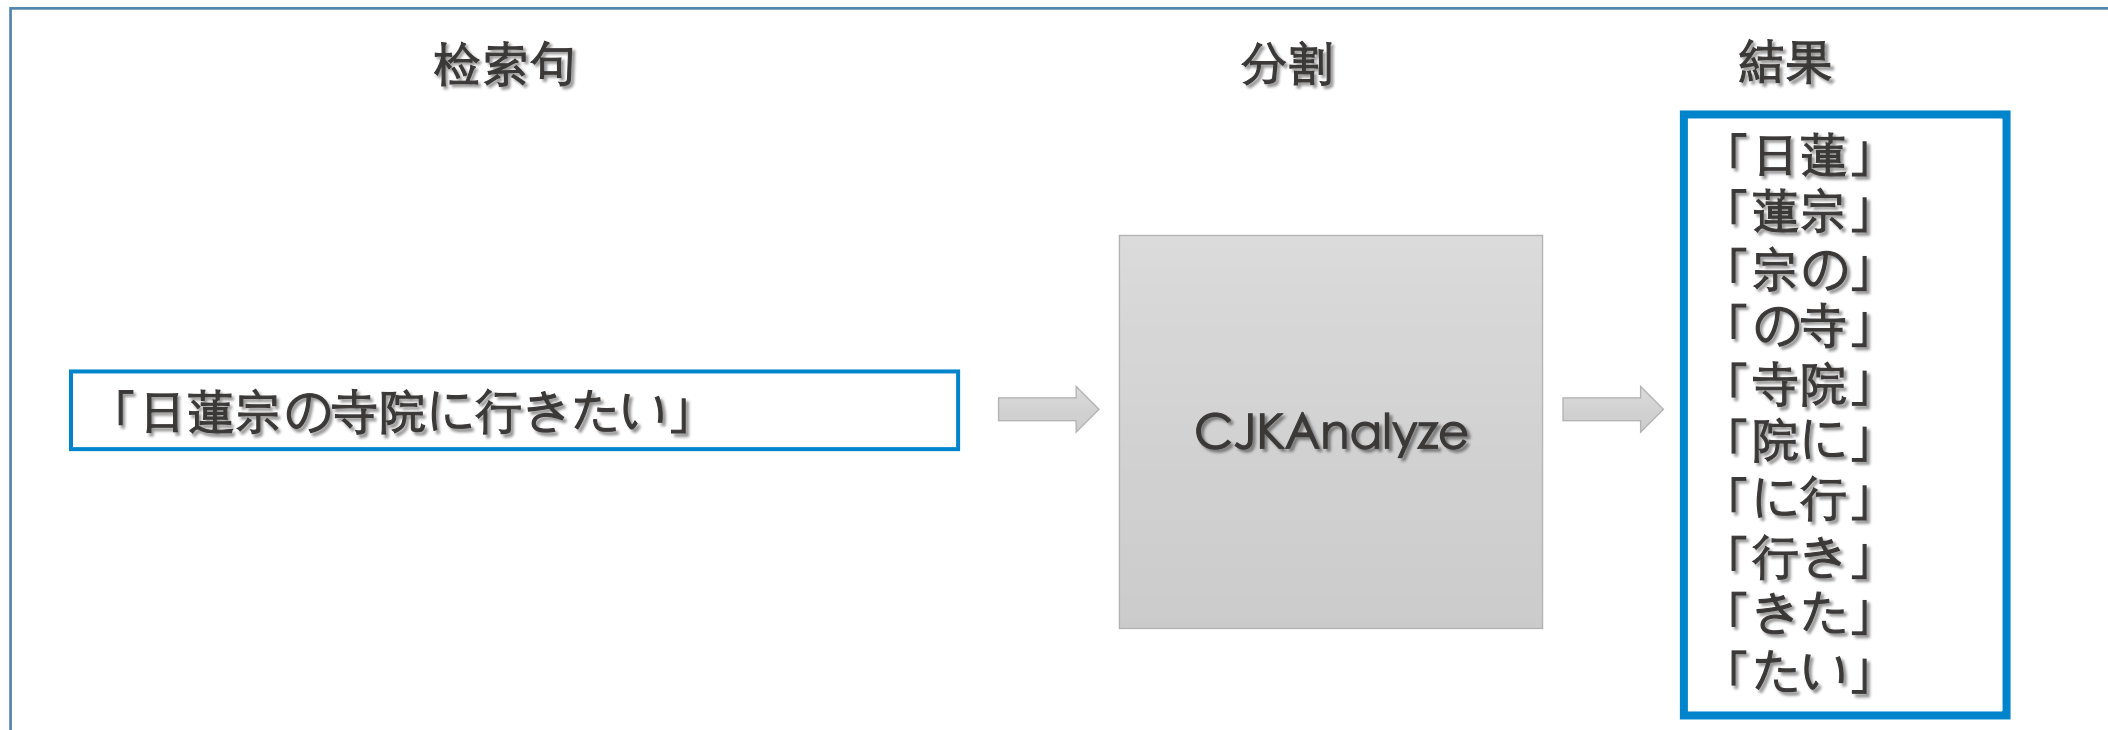 检索句
分割
結果
「日蓮宗の寺院に行きたい」
CJKAnalyze
「日蓮」
「蓮宗」
「宗の」
「の寺」
「寺院」
「院に」
「に行」
「行き」
「きた」
「たい」